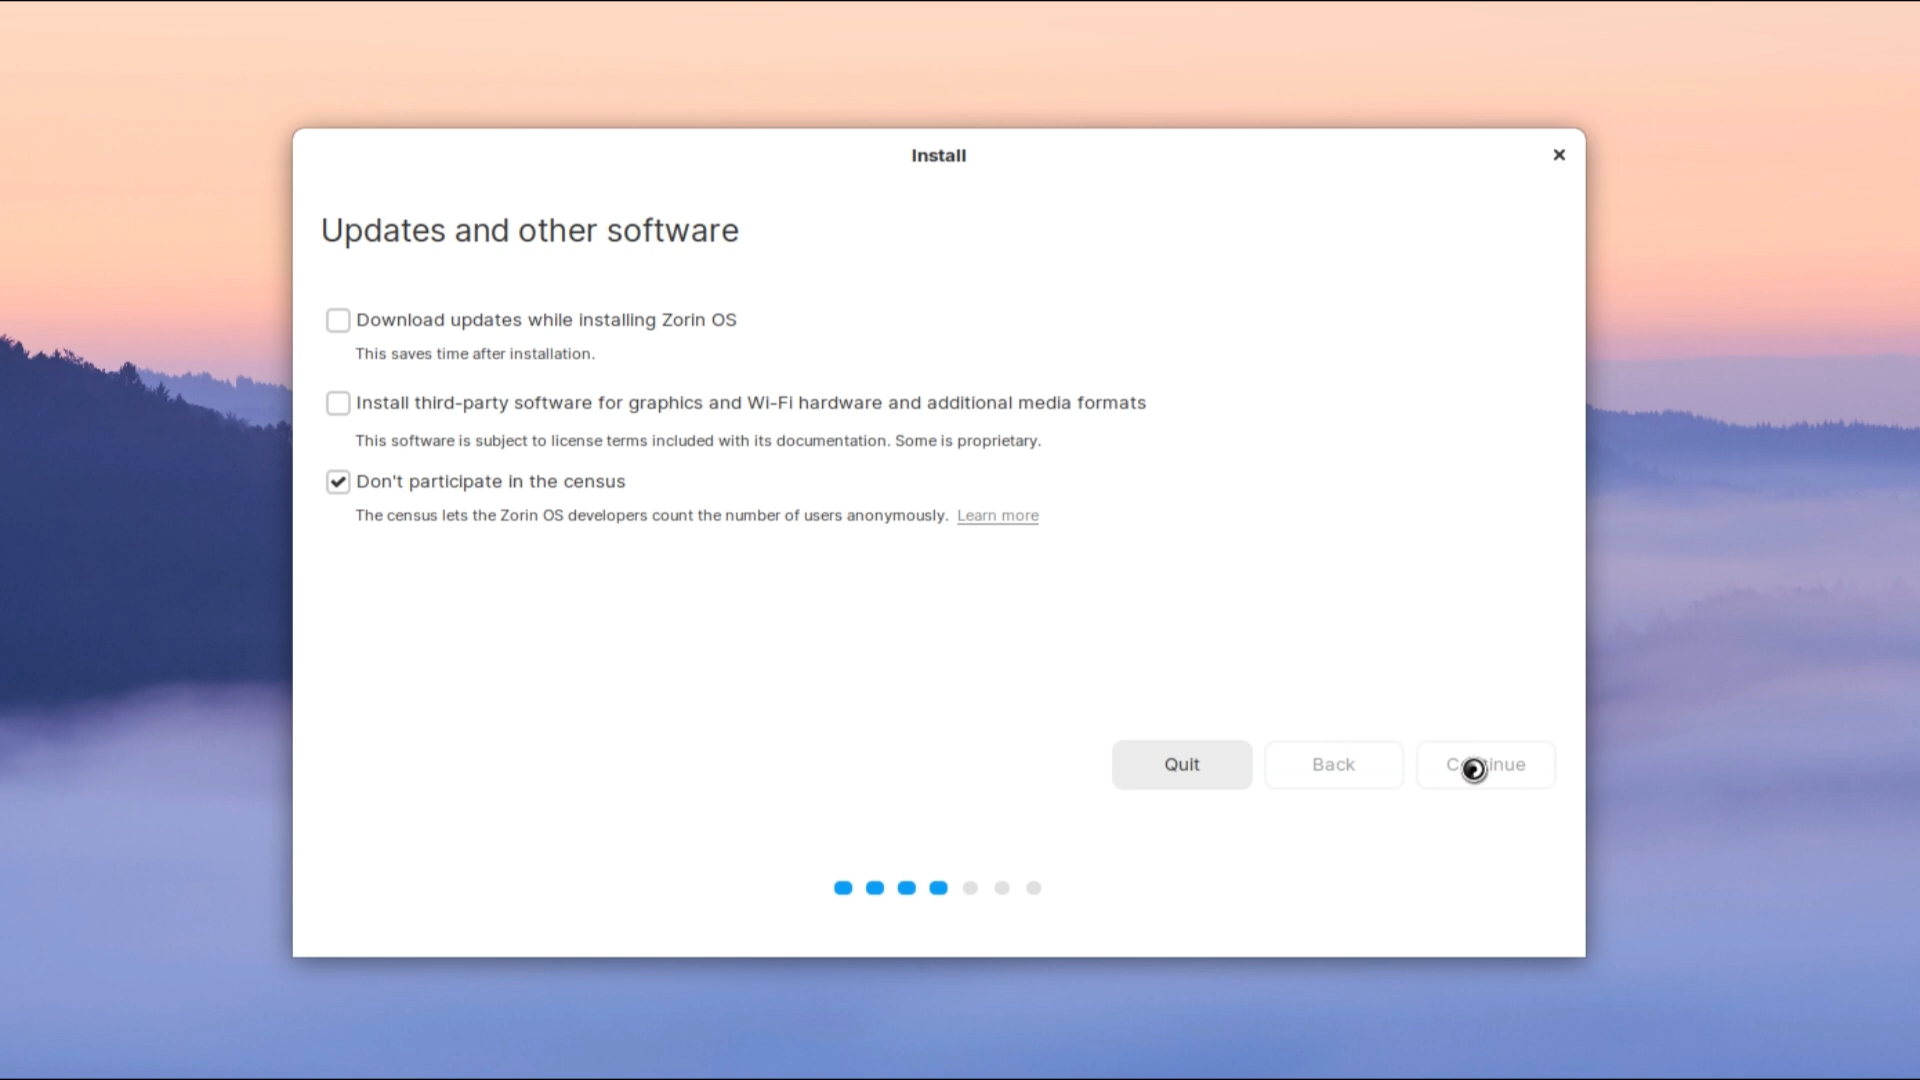 Install
Updates and other software
Download updates while installing Zorin OS
This saves time after installation.
Install third-party software for graphics and Wi-Fi hardware and additional media formats
This software is subject to license terms included with its documentation. Some is proprietary.
Don't participate in the census
The census lets the Zorin OS developers count the number of users anonymously. Learn more
Quit Back Continue